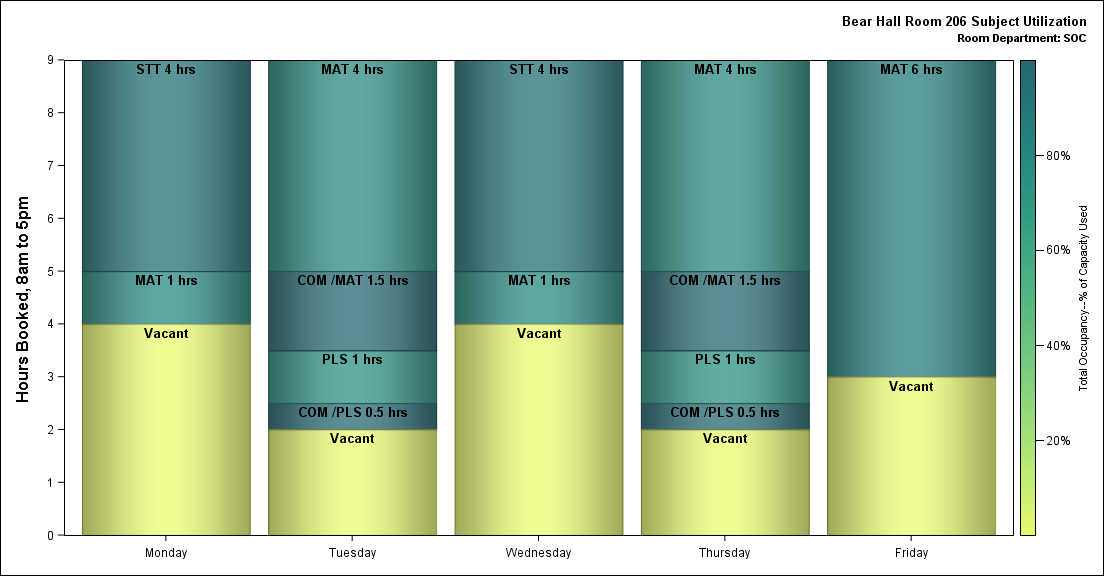 Bear Hall Room 206 Subject Utilization
Room Department: SOC
Hours Booked, 8am to 5pm
9
8
7
6
5
4
3
2
1
0
STT 4 hrs
MAT 1 hrs
Vacant
MAT 4 hrs
COM /MAT 1.5 hrs
PLS 1 hrs
COM /PLS 0.5 hrs
Vacant
STT 4 hrs
MAT 1 hrs
Vacant
MAT 4 hrs
COM /MAT 1.5 hrs
PLS 1 hrs
COM /PLS 0.5 hrs
Vacant
MAT 6 hrs
Vacant
Monday
Tuesday
Wednesday
Thursday
Friday
80%
60%
40%
20%
Total Occupancy--% of Capacity Used